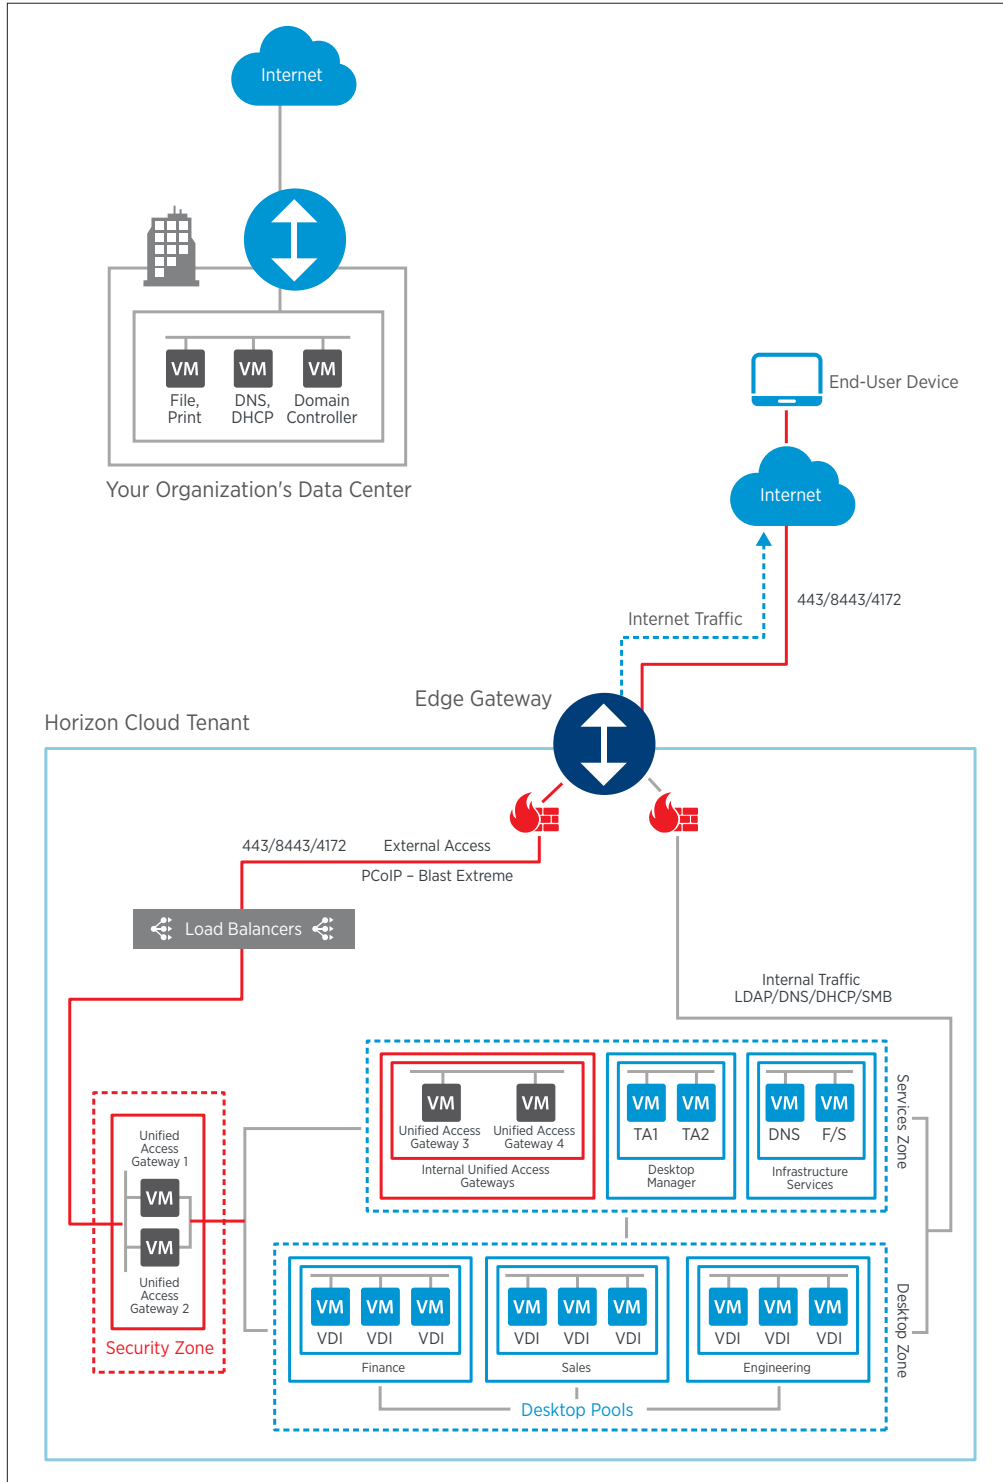 Internet
VM
VM
VM
File,
Print
DNS,
DHCP
Domain
Controller
Your Organization's Data Center
End-User Device
Internet
443/8443/4172
Internet Traffic
Edge Gateway
Horizon Cloud Tenant
443/8443/4172
External Access
PCoIP – Blast Extreme
Load Balancers
Internal Traffic
LDAP/DNS/DHCP/SMB
VM
Unified Access
Gateway 3
VM
Unified Access
Gateway 4
Internal Unified Access
Gateways
VM
TA1
VM
TA2
Desktop
Manager
VM
DNS
VM
F/S
Infrastructure
Services
Services Zone
Unified
Access
Gateway 1
VM
VM
Unified
Access
Gateway 2
Security Zone
VM
VM
VM
VDI
VDI
VDI
Finance
VM
VM
VM
VDI
VDI
VDI
Sales
VM
VM
VM
VDI
VDI
VDI
Engineering
Desktop Zone
Desktop Pools